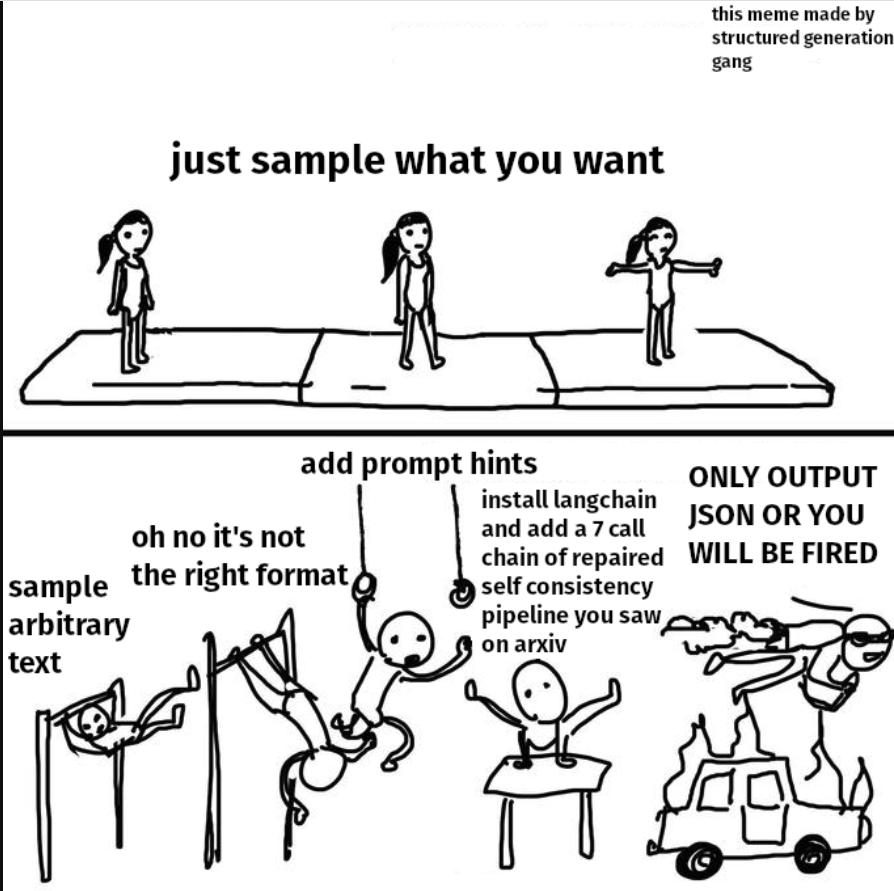 this meme made by
structured generation
gang
just sample what you want
add prompt hints
ONLY OUTPUT
JSON OR YOU
WILL BE FIRED
install langchain
and add a 7 call
chain of repaired
self consistency
pipeline you saw
on arxiv
oh no it's not
the right format
sample
arbitrary
text